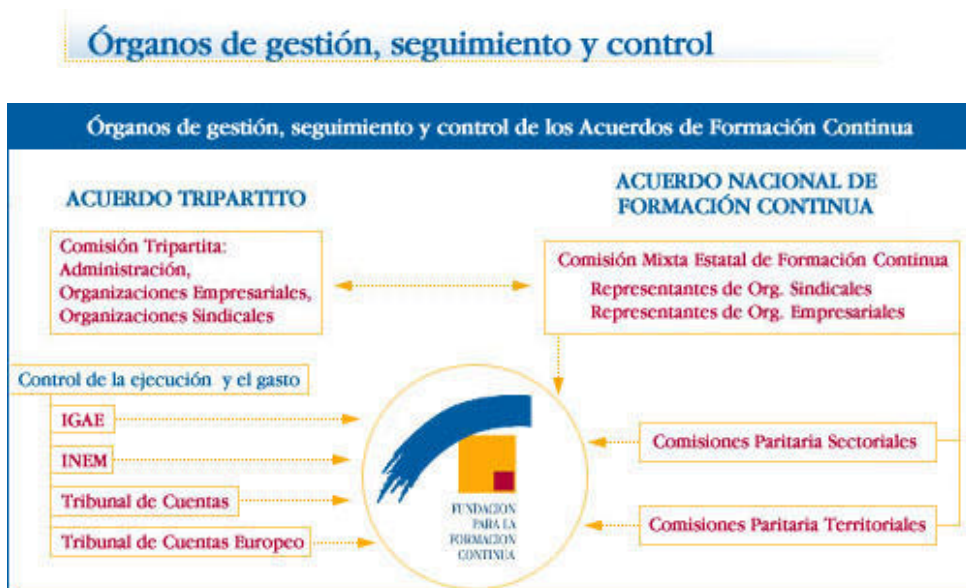 Órganos de gestión, seguimiento y control
Órganos de gestión, seguimiento y control de los Acuerdos de Formación Continua
ACUERDO TRIPARTITO
Comisión Tripartita:
Administración,
Organizaciones Empresariales,
Organizaciones Sindicales
ACUERDO NACIONAL DE
FORMACIÓN CONTINUA
Comisión Mixta Estatal de Formación Continua
Representantes de Org. Sindicales
Representantes de Org. Empresariales
Control de la ejecución y el gasto
IGAE
INEM
Tribunal de Cuentas
Tribunal de Cuentas Europeo
FUNDACION
PARA LA
FORMACION
CONTINUA
Comisiones Paritaria Sectoriales
Comisiones Paritaria Territoriales